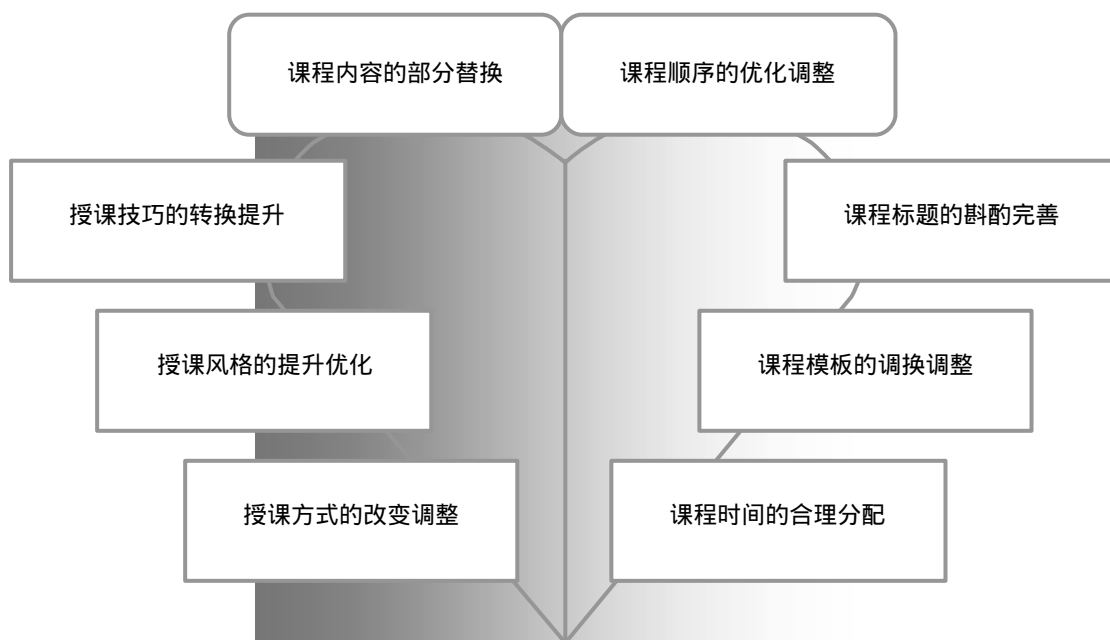 课程内容的部分替换
课程顺序的优化调整
授课技巧的转换提升
课程标题的斟酌完善
授课风格的提升优化
课程模板的调换调整
授课方式的改变调整
课程时间的合理分配